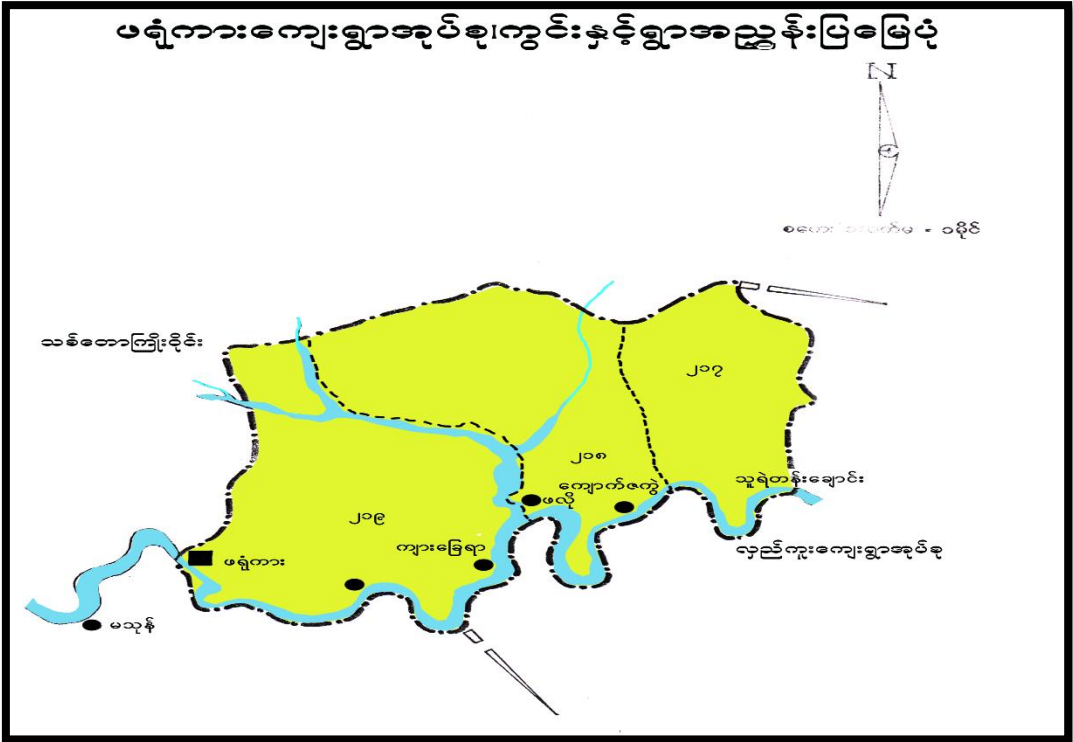 ဖရုံကားကျေးရွာအုပ်စု၊ကွင်းနှင့်ရွာအညွှန်းပြမြေပုံ
N
= ၁မိုင်
သစ်တောကြိုးဝိုင်း
၂၁၇
၂၁၈
သူရဲတန်းချောင်း
ကျောက်ဇကွဲ
ဖလို
၂၁၉
ကျားခြေရာ
လှည်ကူးကျေးရွာအုပ်စု
ဖရုံကား
မသုန်